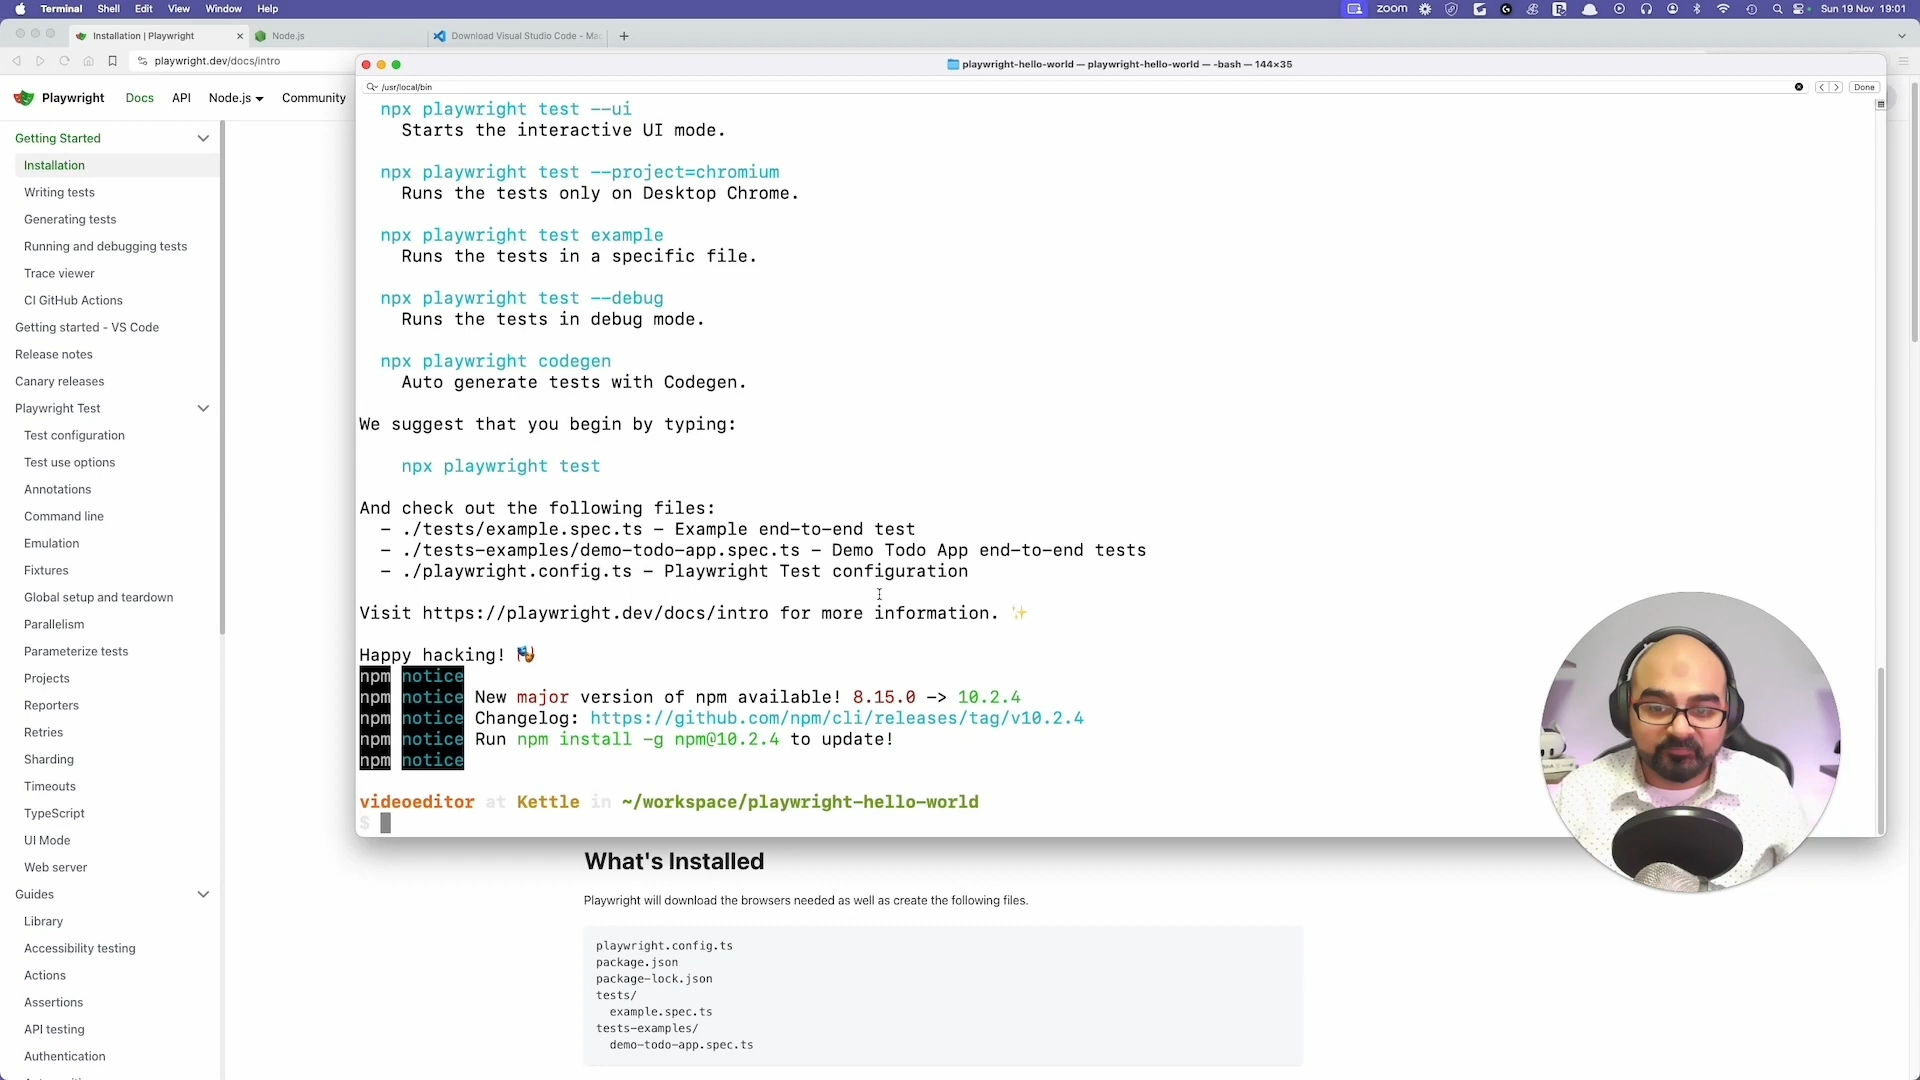 Terminal Shell Edit View Window Help
zoom
Sun 19 Nov 19:01
Installation | Playwright
Node.js
Download Visual Studio Code - Mac
playwright.dev/docs/intro
playwright-hello-world — playwright-hello-world — -bash — 144×35
/usr/local/bin
Done
Playwright Docs API Node.js Community
Getting Started
Installation
Writing tests
Generating tests
Running and debugging tests
Trace viewer
CI GitHub Actions
Getting started - VS Code
Release notes
Canary releases
Playwright Test
Test configuration
Test use options
Annotations
Command line
Emulation
Fixtures
Global setup and teardown
Parallelism
Parameterize tests
Projects
Reporters
Retries
Sharding
Timeouts
TypeScript
UI Mode
Web server
Guides
Library
Accessibility testing
Actions
Assertions
API testing
Authentication
npx playwright test --ui
Starts the interactive UI mode.
npx playwright test --project=chromium
Runs the tests only on Desktop Chrome.
npx playwright test example
Runs the tests in a specific file.
npx playwright test --debug
Runs the tests in debug mode.
npx playwright codegen
Auto generate tests with Codegen.
We suggest that you begin by typing:
npx playwright test
And check out the following files:
- ./tests/example.spec.ts - Example end-to-end test
- ./tests-examples/demo-todo-app.spec.ts - Demo Todo App end-to-end tests
- ./playwright.config.ts - Playwright Test configuration
Visit https://playwright.dev/docs/intro for more information. ✨
Happy hacking! 🎭
npm notice
npm notice New major version of npm available! 8.15.0 -> 10.2.4
npm notice Changelog: https://github.com/npm/cli/releases/tag/v10.2.4
npm notice Run npm install -g npm@10.2.4 to update!
npm notice
videoeditor at Kettle in ~/workspace/playwright-hello-world
$
What's Installed
Playwright will download the browsers needed as well as create the following files.
playwright.config.ts
package.json
package-lock.json
tests/
example.spec.ts
tests-examples/
demo-todo-app.spec.ts